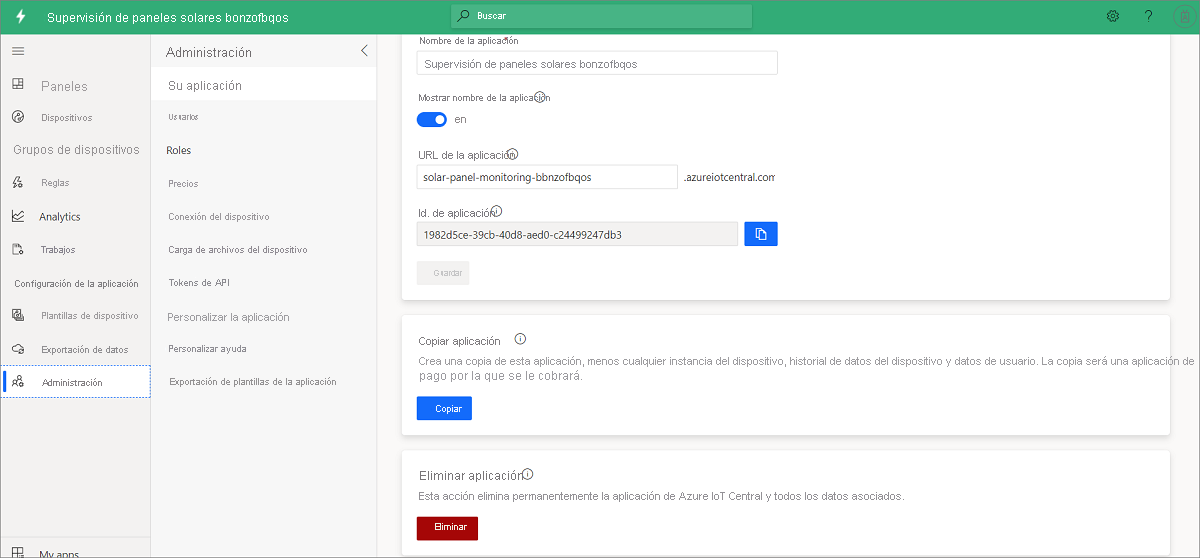 Supervisión de paneles solares bonzofbqos
Buscar
?
Paneles
Dispositivos
Grupos de dispositivos
Reglas
Analytics
Trabajos
Configuración de la aplicación
Plantillas de dispositivo
Exportación de datos
Administración
My apps
Administración
Su aplicación
Usuarios
Roles
Precios
Conexión del dispositivo
Carga de archivos del dispositivo
Tokens de API
Personalizar la aplicación
Personalizar ayuda
Exportación de plantillas de la aplicación
Nombre de la aplicación
Supervisión de paneles solares bonzofbqos
Mostrar nombre de la aplicación
en
URL de la aplicación
solar-panel-monitoring-bbnzofbqos .azureiotcentral.com
Id. de aplicación
1982d5ce-39cb-40d8-aed0-c24499247db3
Guardar
Copiar aplicación
Crea una copia de esta aplicación, menos cualquier instancia del dispositivo, historial de datos del dispositivo y datos de usuario. La copia será una aplicación de
pago por la que se le cobrará.
Copiar
Eliminar aplicación
Esta acción elimina permanentemente la aplicación de Azure IoT Central y todos los datos asociados.
Eliminar